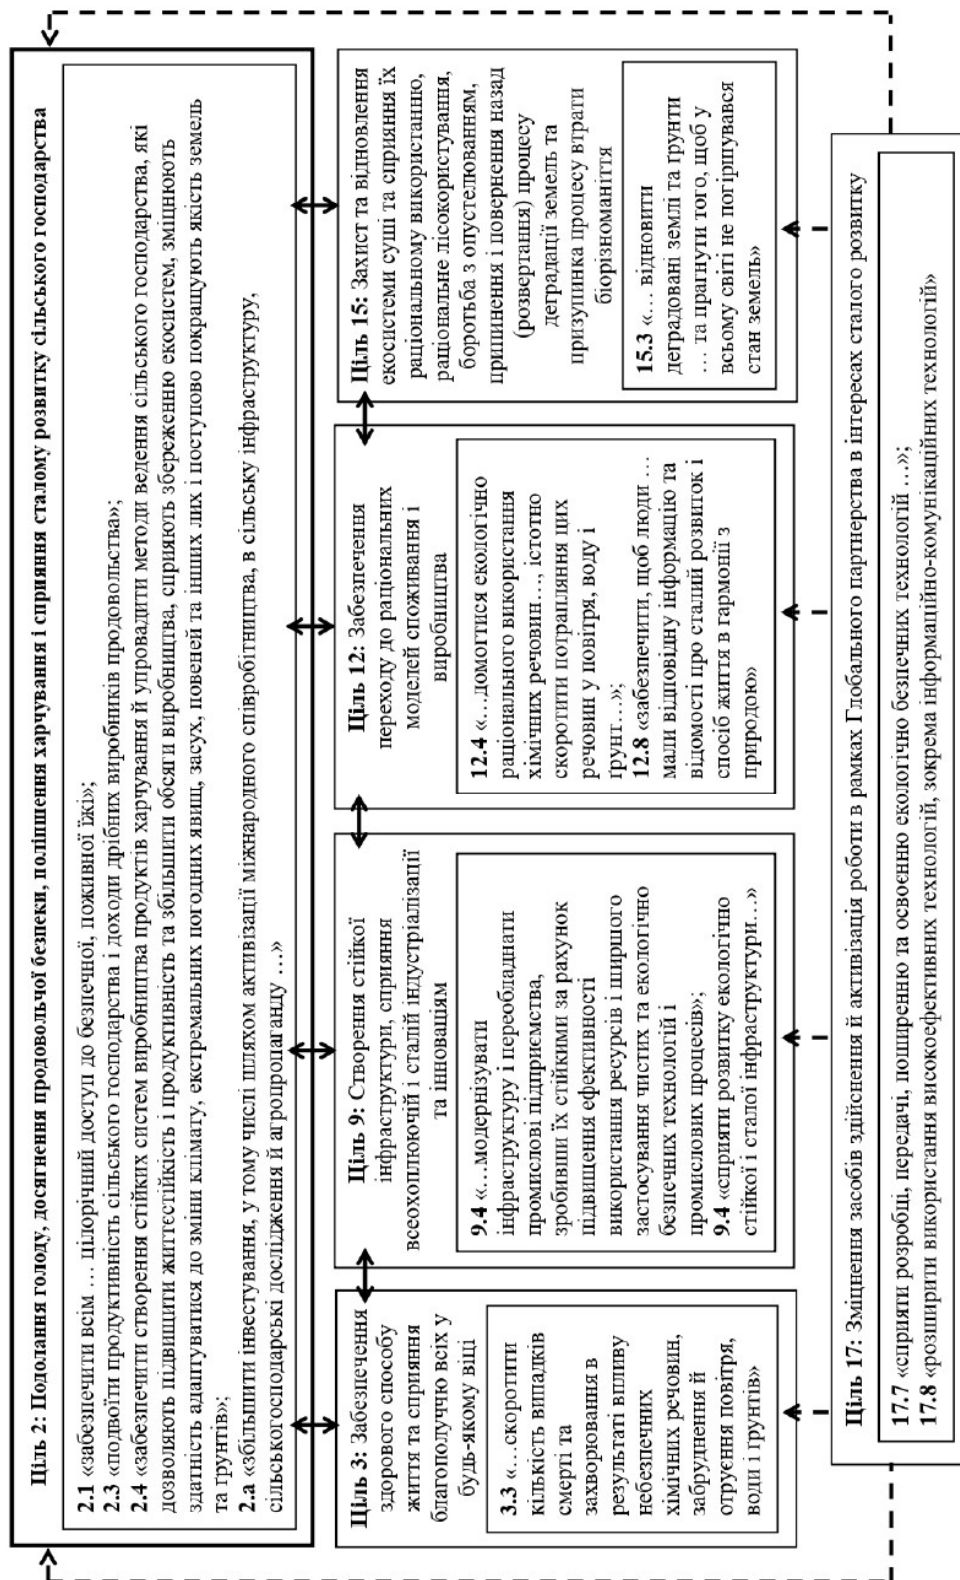 Ціль 2: Подолання голоду, досягнення продовольчої безпеки, поліпшення харчування і сприяння сталому розвитку сільського господарства
2.1 «забезпечити всім … цілорічний доступ до безпечної, поживної їжі»;
2.3 «подвоїти продуктивність сільського господарства і доходи дрібних виробників продовольства»;
2.4 «забезпечити створення стійких систем виробництва продуктів харчування й упровадити методи ведення сільського господарства, які
дозволяють підвищити життєстійкість і продуктивність та збільшити обсяги виробництва, сприяють збереженню екосистем, зміцнюють
здатність адаптуватися до зміни клімату, екстремальних погодних явищ, засух, повеней та інших лих і поступово покращують якість земель
та ґрунтів»;
2.а «збільшити інвестування, у тому числі шляхом активізації міжнародного співробітництва, в сільську інфраструктуру,
сільськогосподарські дослідження й агропропаганду …»
Ціль 3: Забезпечення
здорового способу
життя та сприяння
благополуччю всіх у
будь-якому віці
3.3 «…скоротити
кількість випадків
смерті та
захворювання в
результаті впливу
небезпечних
хімічних речовин,
забруднення й
отруєння повітря,
води і ґрунтів»
Ціль 9: Створення стійкої
інфраструктури, сприяння
всеохоплюючій і сталій індустріалізації
та інноваціям
9.4 «…модернізувати
інфраструктуру і переобладнати
промислові підприємства,
зробивши їх стійкими за рахунок
підвищення ефективності
використання ресурсів і ширшого
застосування чистих та екологічно
безпечних технологій і
промислових процесів»;
9.4 «сприяти розвитку екологічно
стійкої і сталої інфраструктури…»
Ціль 12: Забезпечення
переходу до раціональних
моделей споживання і
виробництва
12.4 «…домогтися екологічно
раціонального використання
хімічних речовин…, істотно
скоротити потрапляння цих
речовин у повітря, воду і
ґрунт…»;
12.8 «забезпечити, щоб люди …
мали відповідну інформацію та
відомості про сталий розвиток і
спосіб життя в гармонії з
природою»
Ціль 15: Захист та відновлення
екосистеми суші та сприяння їх
раціональному використанню,
раціональне лісокористування,
боротьба з опустелюванням,
припинення і повернення назад
(розвертання) процесу
деградації земель та
призупинка процесу втрати
біорізноманіття
15.3 «… відновити
деградовані землі та ґрунти
… та прагнути того, щоб у
всьому світі не погіршувався
стан земель»
Ціль 17: Зміцнення засобів здійснення й активізація роботи в рамках Глобального партнерства в інтересах сталого розвитку
17.7 «сприяти розробці, передачі, поширенню та освоєнню екологічно безпечних технологій …»;
17.8 «розширити використання високоефективних технологій, зокрема інформаційно-комунікаційних технологій»